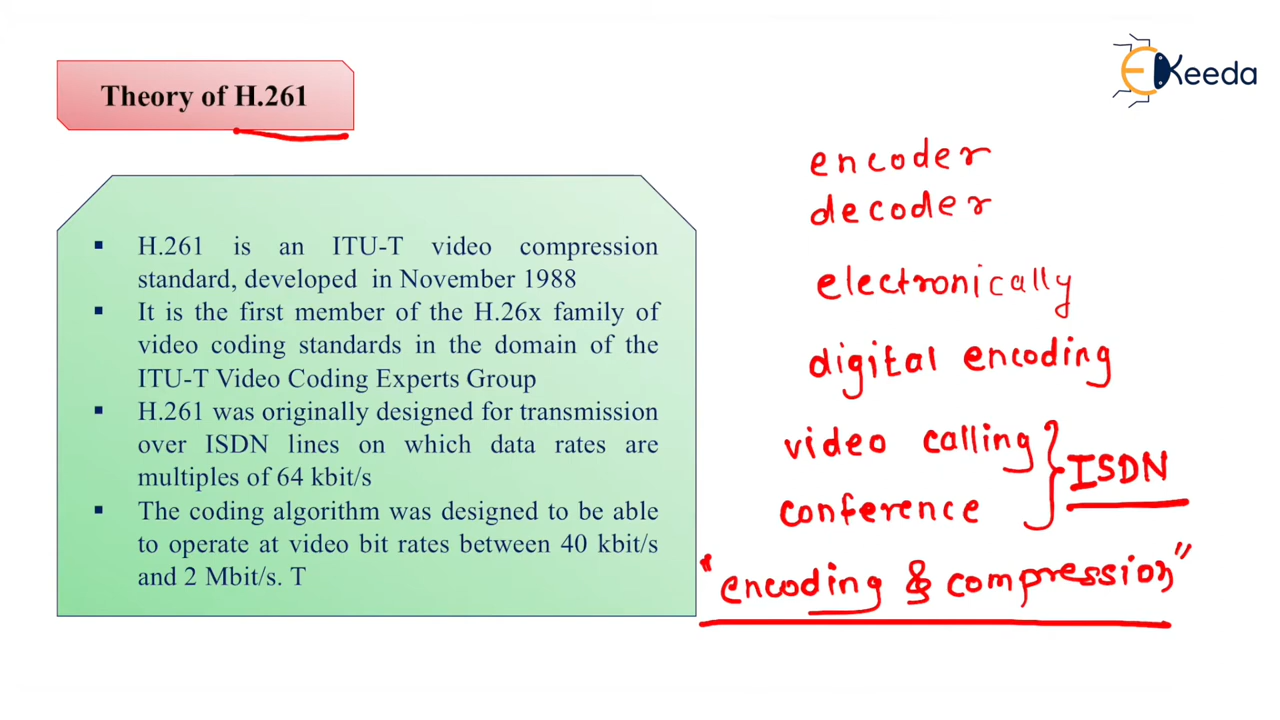 Theory of H.261
EKeeda
▪ H.261 is an ITU-T video compression
standard, developed in November 1988
▪ It is the first member of the H.26x family of
video coding standards in the domain of the
ITU-T Video Coding Experts Group
▪ H.261 was originally designed for transmission
over ISDN lines on which data rates are
multiples of 64 kbit/s
▪ The coding algorithm was designed to be able
to operate at video bit rates between 40 kbit/s
and 2 Mbit/s. T
encoder
decoder
electronically
digital encoding
video calling
conference
ISDN
"encoding & compression"